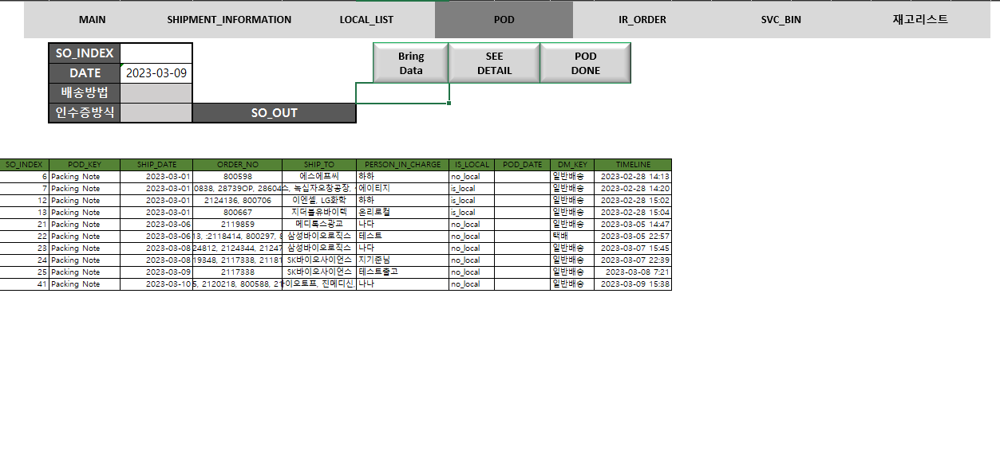 MAIN SHIPMENT_INFORMATION LOCAL_LIST POD IR_ORDER SVC_BIN 재고리스트
SO_INDEX
DATE 2023-03-09
배송방법
인수증방식 SO_OUT
Bring Data
SEE DETAIL
POD DONE
SO_INDEX POD_KEY SHIP_DATE ORDER_NO SHIP_TO PERSON_IN_CHARGE IS_LOCAL POD_DATE DM_KEY TIMELINE
6 Packing Note 2023-03-01 800598 에스에프씨 하하 no_local 일반배송 2023-02-28 14:13
7 Packing Note 2023-03-01 0838, 28739OP, 28604 스, 녹십자오창공장, 에이티지 is_local 일반배송 2023-02-28 14:20
12 Packing Note 2023-03-01 2124136, 800706 이엔셀, LG화학 하하 is_local 일반배송 2023-02-28 15:02
13 Packing Note 2023-03-01 800667 지더블유바이텍 온리로컬 is_local 일반배송 2023-02-28 15:04
21 Packing Note 2023-03-06 2119859 메디톡스광교 나다 no_local 일반배송 2023-03-05 14:47
22 Packing Note 2023-03-06 13, :2118414, 800297, 삼성바이오로직스 테스트 no_local 택배 2023-03-05 22:57
23 Packing Note 2023-03-08 24812, 2124344, 21247 삼성바이오로직스 나다 no_local 일반배송 2023-03-07 15:45
24 Packing Note 2023-03-08 19348, 2117338, 21181 SK바이오사이언스 지기준님 no_local 일반배송 2023-03-07 22:39
25 Packing Note 2023-03-09 2117338 SK바이오사이언스 테스트출고 no_local 일반배송 2023-03-08 7:21
41 Packing Note 2023-03-10 5, 2120218, 800588, 바이오토프, 진메디신, 나나 no_local 일반배송 2023-03-09 15:38